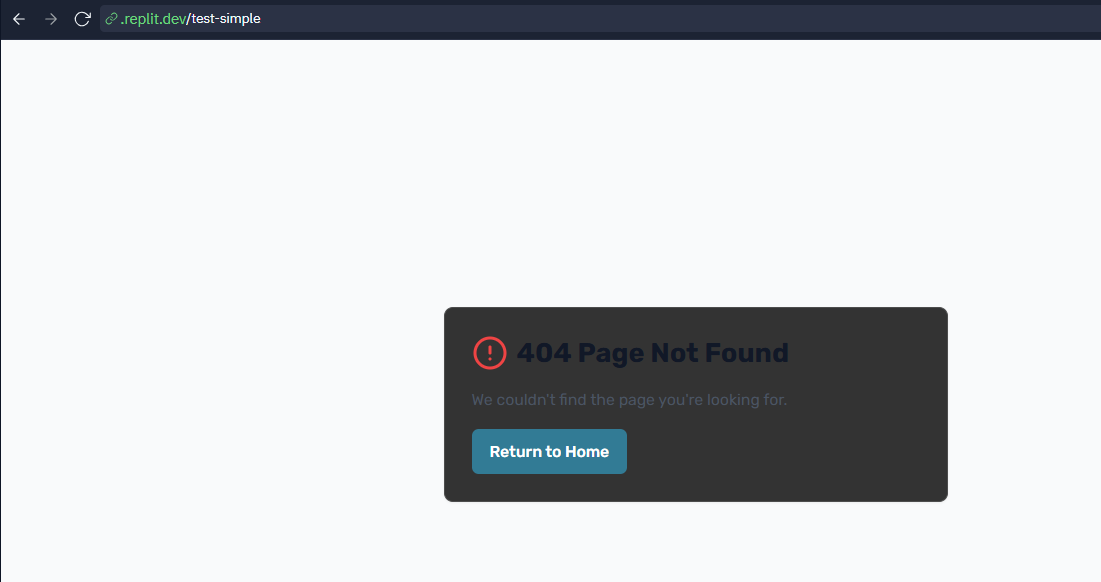 .replit.dev/test-simple
404 Page Not Found
We couldn't find the page you're looking for.
Return to Home